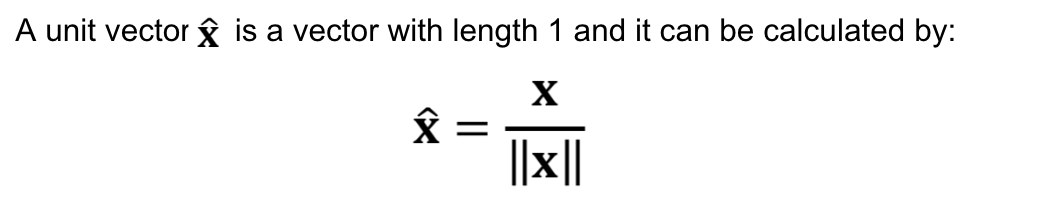 A unit vector x̂ is a vector with length 1 and it can be calculated by:
x̂ = x / ||x||